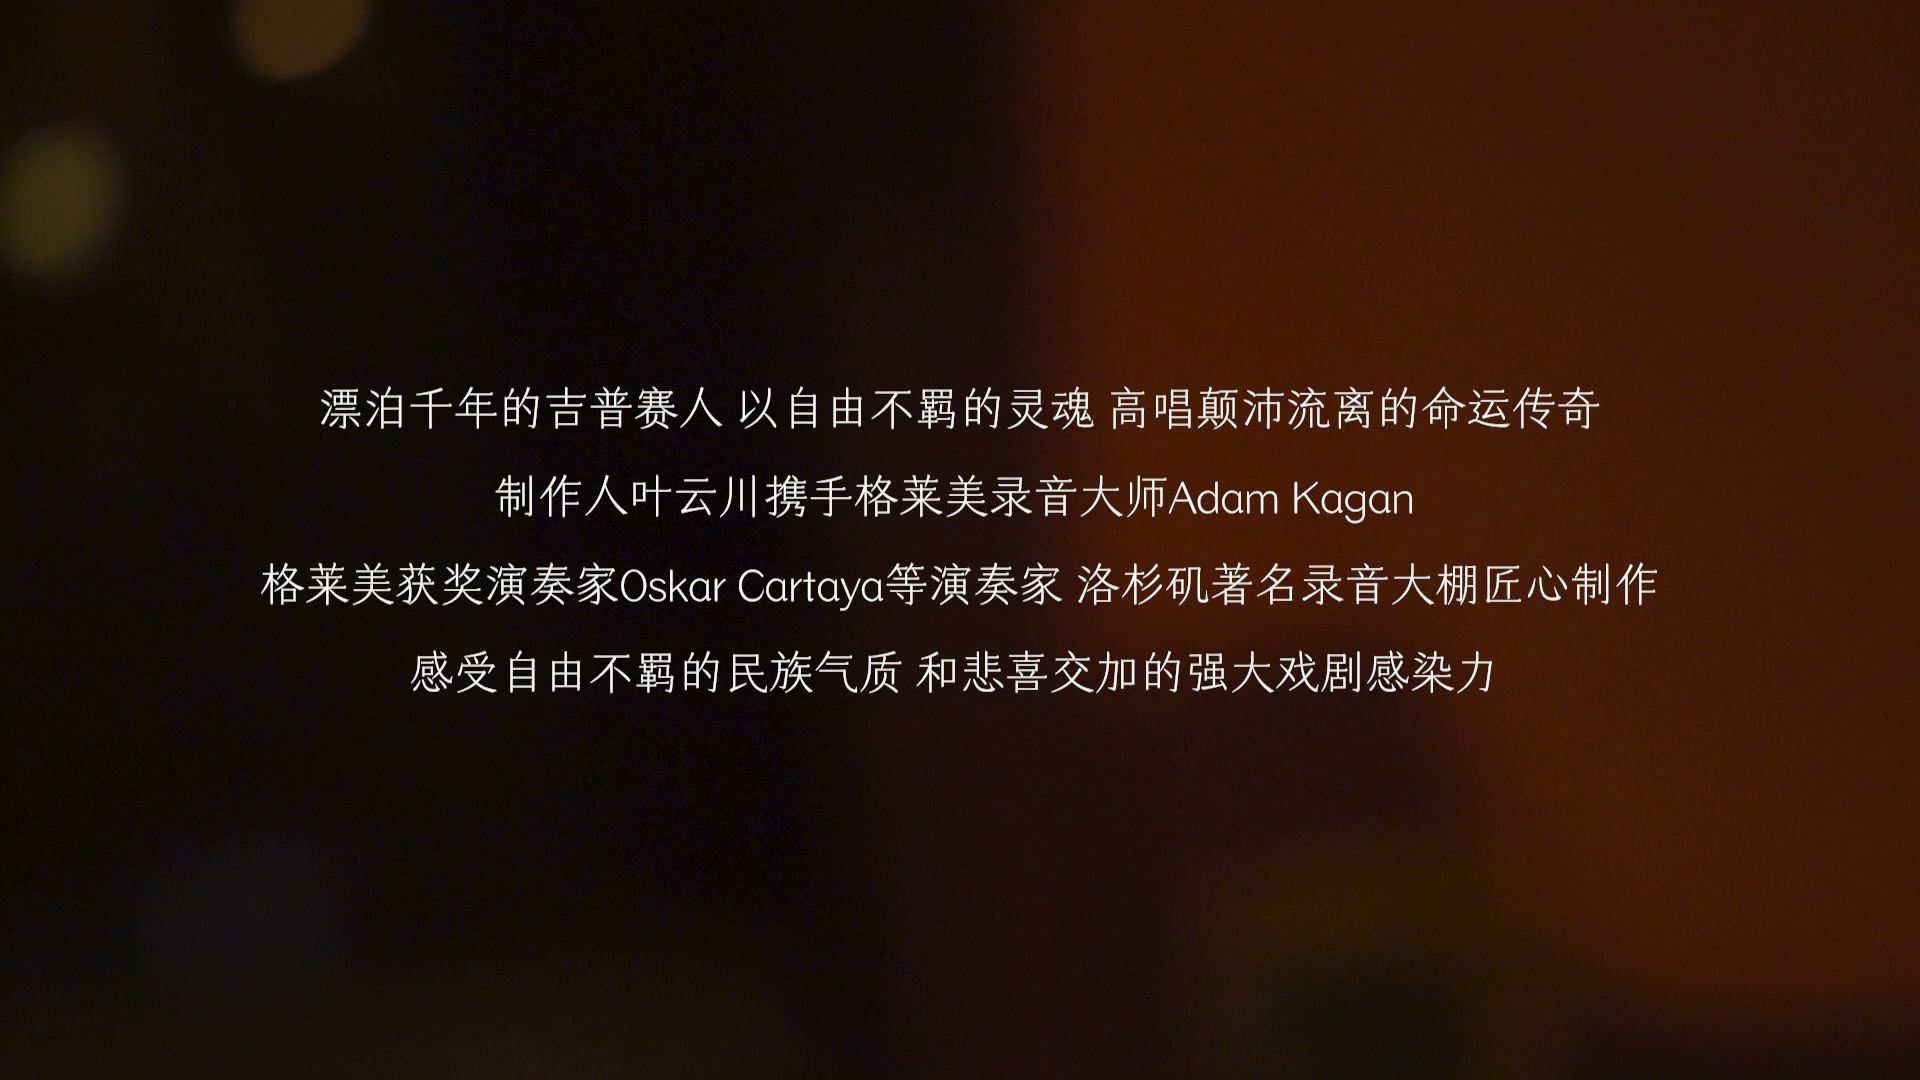 漂泊千年的吉普赛人 以自由不羁的灵魂 高唱颠沛流离的命运传奇
制作人叶云川携手格莱美录音大师Adam Kagan
格莱美获奖演奏家Oskar Cartaya等演奏家 洛杉矶著名录音大棚匠心制作
感受自由不羁的民族气质 和悲喜交加的强大戏剧感染力